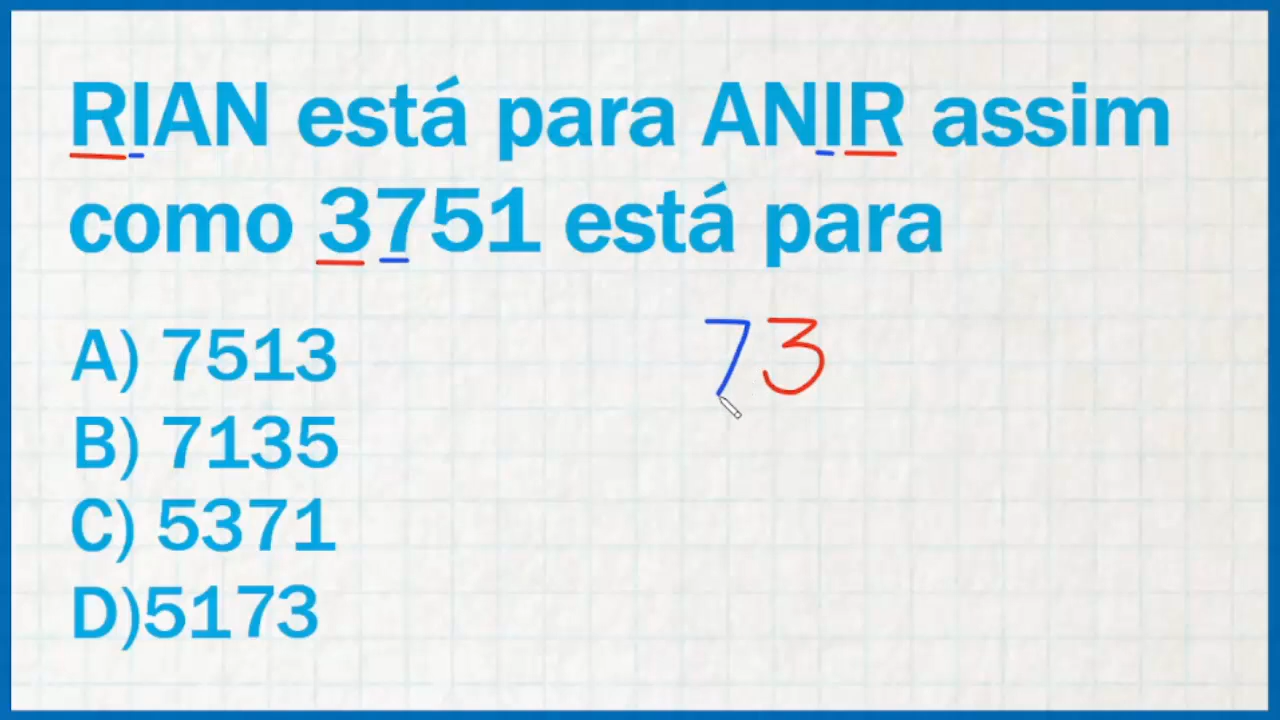 RIAN está para ANIR assim
como 3751 está para
73
A) 7513
B) 7135
C) 5371
D)5173